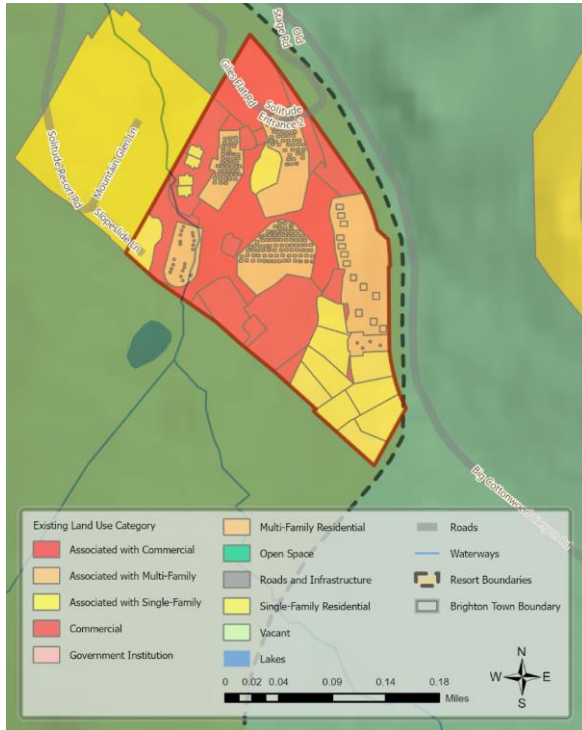 Old
Stage Rd
Giles Flat Rd
Solitude
Entrance 2
Solitude Resort Rd
Mountain Glen Ln
Slopeslide Ln
Big Cottonwood Canyon Rd
Existing Land Use Category
Associated with Commercial
Associated with Multi-Family
Associated with Single-Family
Commercial
Government Institution
Multi-Family Residential
Open Space
Roads and Infrastructure
Single-Family Residential
Vacant
Lakes
Roads
Waterways
Resort Boundaries
Brighton Town Boundary
N
W E
S
0 0.02 0.04 0.09 0.14 0.18
Miles